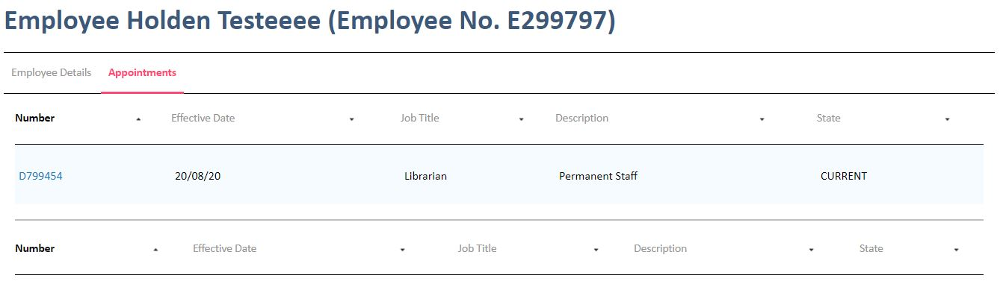 Employee Holden Testeeee (Employee No. E299797)
Employee Details Appointments
Number Effective Date Job Title Description State
D799454 20/08/20 Librarian Permanent Staff CURRENT
Number Effective Date Job Title Description State